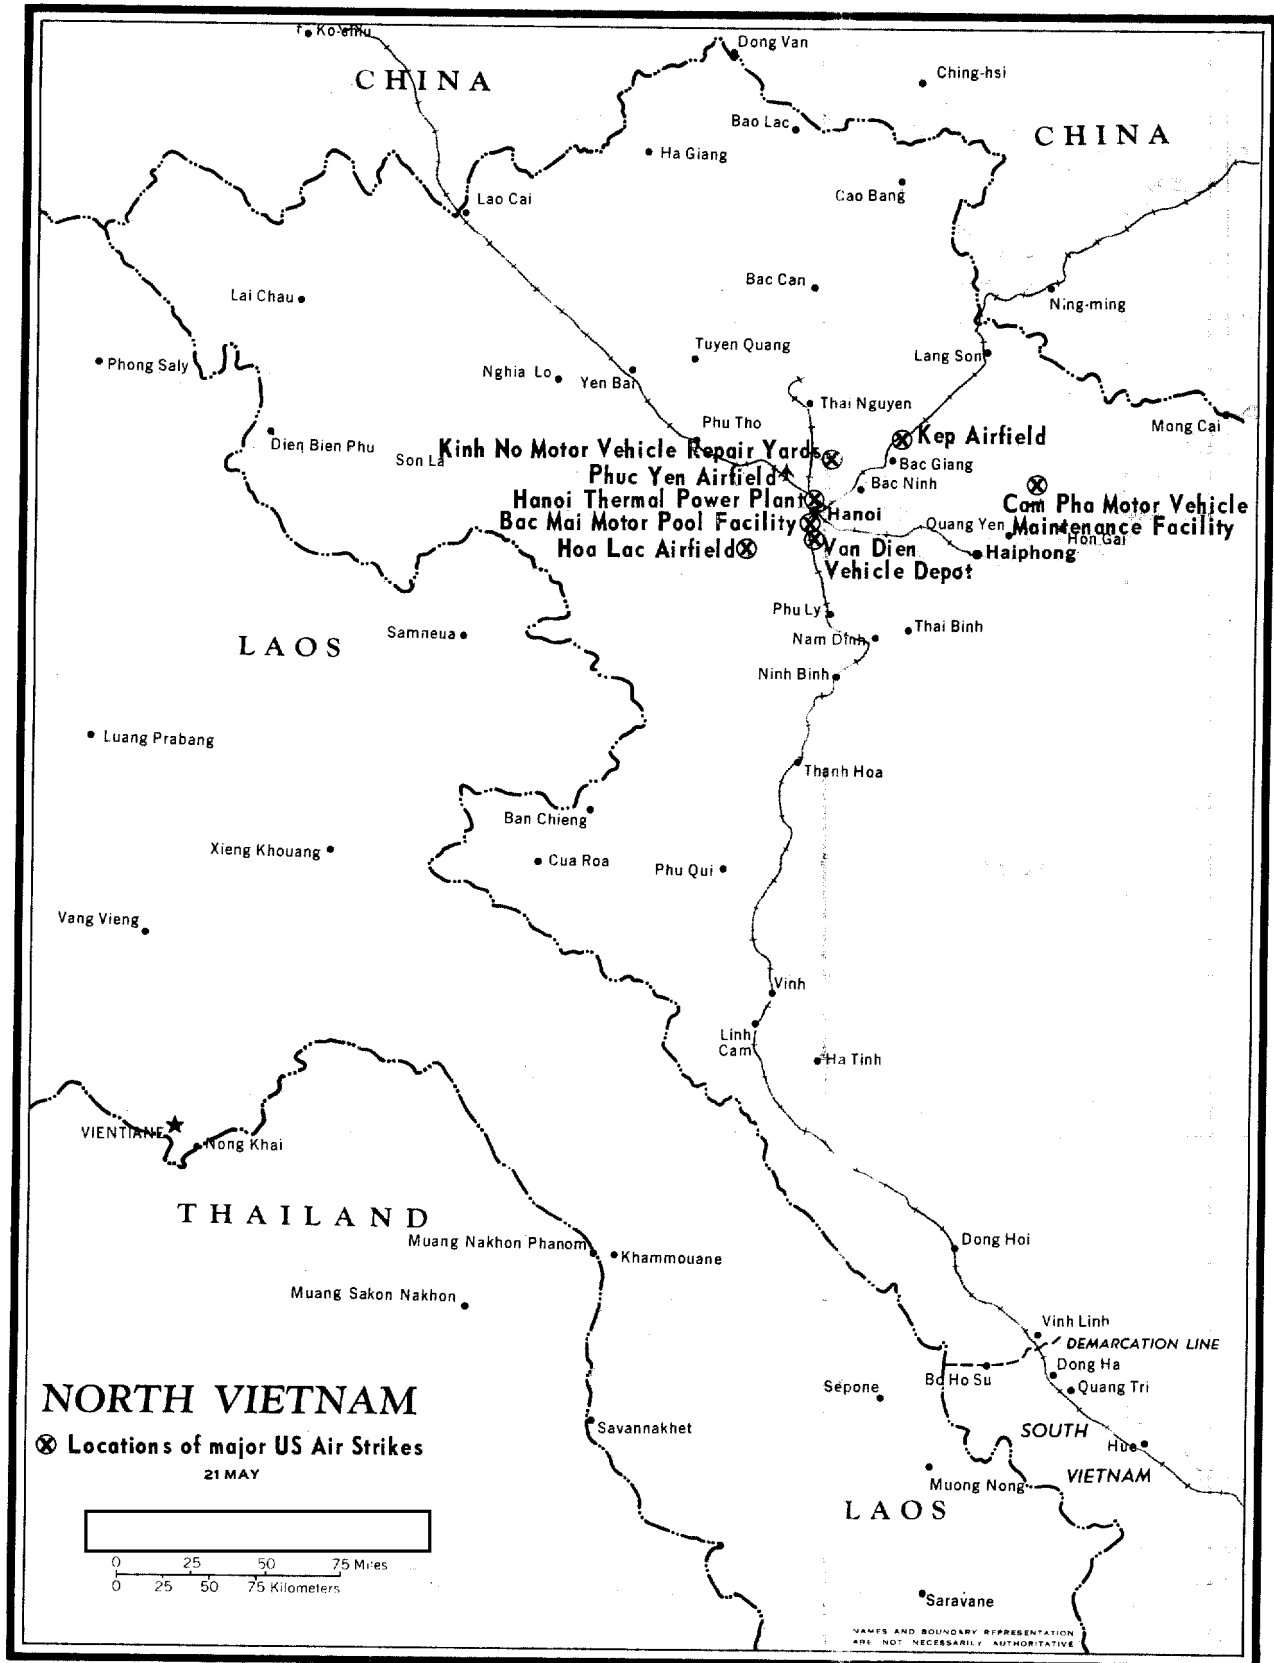 Ko-chiu
Dong Van
CHINA
Ching-hsi
Bao Lac
CHINA
Ha Giang
Cao Bang
Lao Cai
Bac Can
Lai Chau
Ning-ming
Tuyen Quang
Lang Son
Phong Saly
Nghia Lo
Yen Bai
Thai Nguyen
Mong Cai
Phu Tho
Kep Airfield
Dien Bien Phu
Son La
Kinh No Motor Vehicle Repair Yards
Bac Giang
Phuc Yen Airfield
Bac Ninh
Hanoi Thermal Power Plant
Cam Pha Motor Vehicle
Maintenance Facility
Hanoi
Bac Mai Motor Pool Facility
Quang Yen
Hon Gai
Hoa Lac Airfield
Van Dien
Vehicle Depot
Haiphong
Phu Ly
Thai Binh
Nam Dinh
Samneua
LAOS
Ninh Binh
Luang Prabang
Thanh Hoa
Ban Chieng
Xieng Khouang
Cua Roa
Phu Qui
Vang Vieng
Vinh
Linh
Cam
Ha Tinh
VIENTIANE
Nong Khai
THAILAND
Muang Nakhon Phanom
Khammouane
Dong Hoi
Muang Sakon Nakhon
Vinh Linh
DEMARCATION LINE
Dong Ha
Bo Ho Su
Quang Tri
Sepone
NORTH VIETNAM
Savannakhet
SOUTH
VIETNAM
Hue
Locations of major US Air Strikes
21 MAY
Muong Nong
LAOS
0 25 50 75 Miles
0 25 50 75 Kilometers
Saravane
NAMES AND BOUNDARY REPRESENTATION
ARE NOT NECESSARILY AUTHORITATIVE